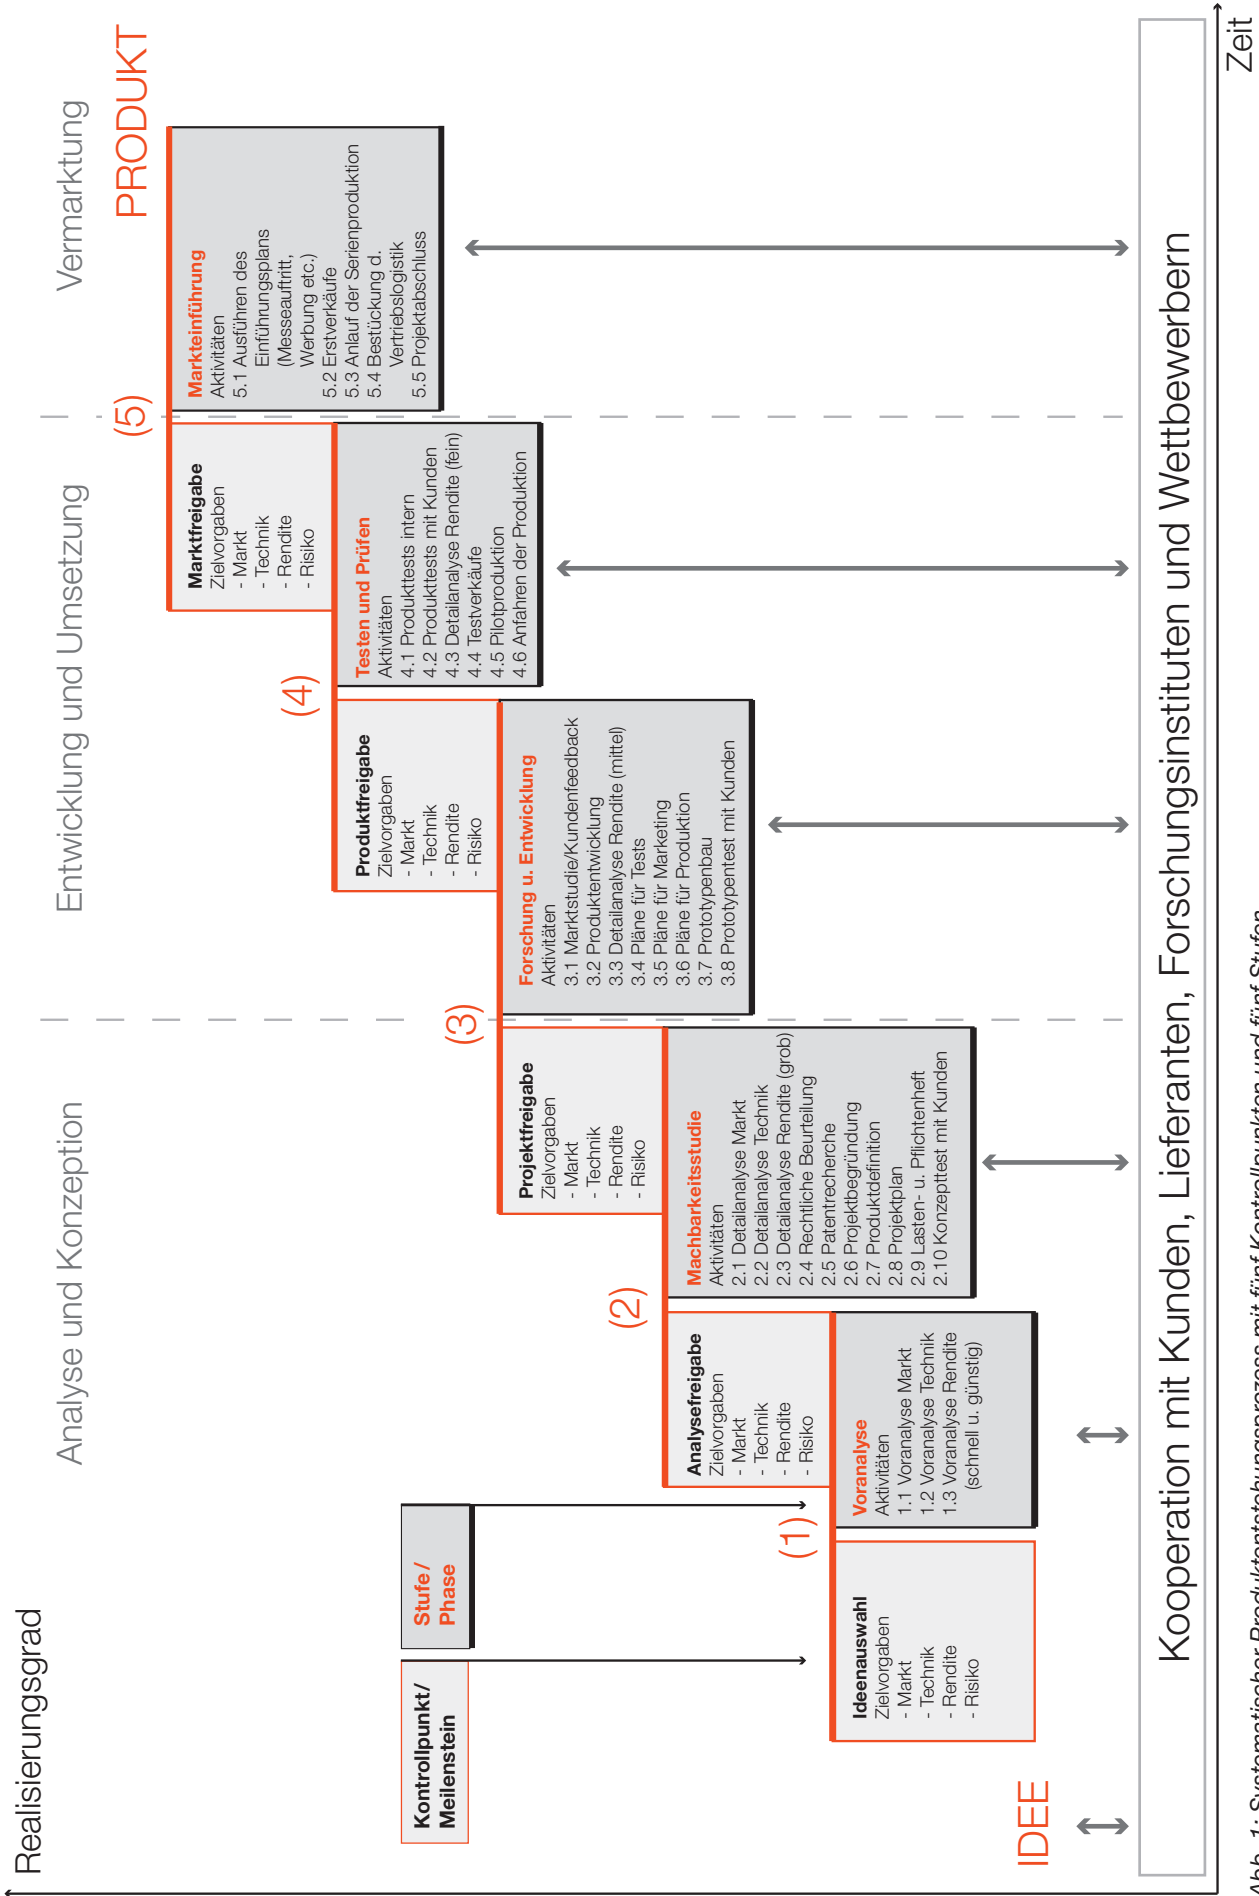 Realisierungsgrad
Analyse und Konzeption
Entwicklung und Umsetzung
Vermarktung
PRODUKT
IDEE
Kontrollpunkt/
Meilenstein
Stufe/
Phase
(1)
Ideenauswahl
Zielvorgaben
- Markt
- Technik
- Rendite
- Risiko
Voranalyse
Aktivitäten
1.1 Voranalyse Markt
1.2 Voranalyse Technik
1.3 Voranalyse Rendite
(schnell u. günstig)
(2)
Analysefreigabe
Zielvorgaben
- Markt
- Technik
- Rendite
- Risiko
Machbarkeitsstudie
Aktivitäten
2.1 Detailanalyse Markt
2.2 Detailanalyse Technik
2.3 Detailanalyse Rendite (grob)
2.4 Rechtliche Beurteilung
2.5 Patentrecherche
2.6 Projektbegründung
2.7 Produktdefinition
2.8 Projektplan
2.9 Lasten- u. Pflichtenheft
2.10 Konzepttest mit Kunden
(3)
Projektfreigabe
Zielvorgaben
- Markt
- Technik
- Rendite
- Risiko
Forschung u. Entwicklung
Aktivitäten
3.1 Marktstudie/Kundenfeedback
3.2 Produktentwicklung
3.3 Detailanalyse Rendite (mittel)
3.4 Pläne für Tests
3.5 Pläne für Marketing
3.6 Pläne für Produktion
3.7 Prototypenbau
3.8 Prototypentest mit Kunden
(4)
Produktfreigabe
Zielvorgaben
- Markt
- Technik
- Rendite
- Risiko
Testen und Prüfen
Aktivitäten
4.1 Produkttests intern
4.2 Produkttests mit Kunden
4.3 Detailanalyse Rendite (fein)
4.4 Testverkäufe
4.5 Pilotproduktion
4.6 Anfahren der Produktion
(5)
Marktfreigabe
Zielvorgaben
- Markt
- Technik
- Rendite
- Risiko
Markteinführung
Aktivitäten
5.1 Ausführen des
Einführungsplans
(Messeauftritt,
Werbung etc.)
5.2 Erstverkäufe
5.3 Anlauf der Serienproduktion
5.4 Bestückung d.
Vertriebslogistik
5.5 Projektabschluss
Kooperation mit Kunden, Lieferanten, Forschungsinstituten und Wettbewerbern
Zeit
Abb. 1: Systematischer Produktentstehungsprozess mit fünf Kontrollpunkten und fünf Stufen